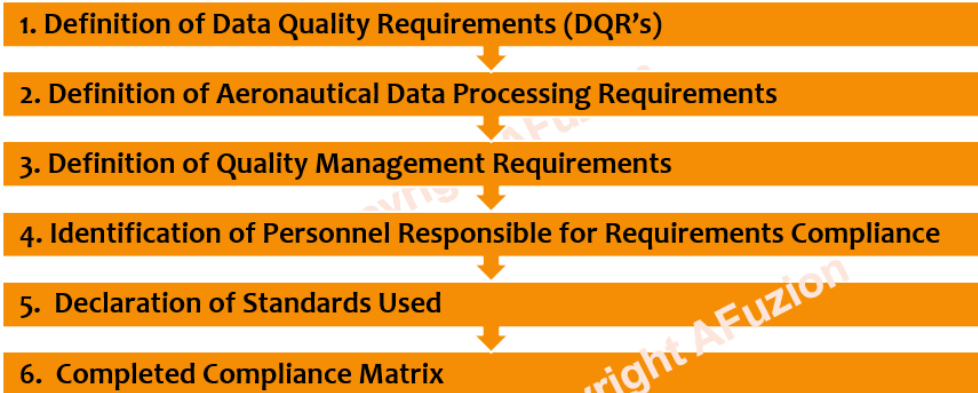 1. Definition of Data Quality Requirements (DQR's)
2. Definition of Aeronautical Data Processing Requirements
3. Definition of Quality Management Requirements
4. Identification of Personnel Responsible for Requirements Compliance
5. Declaration of Standards Used
6. Completed Compliance Matrix
AFuzion